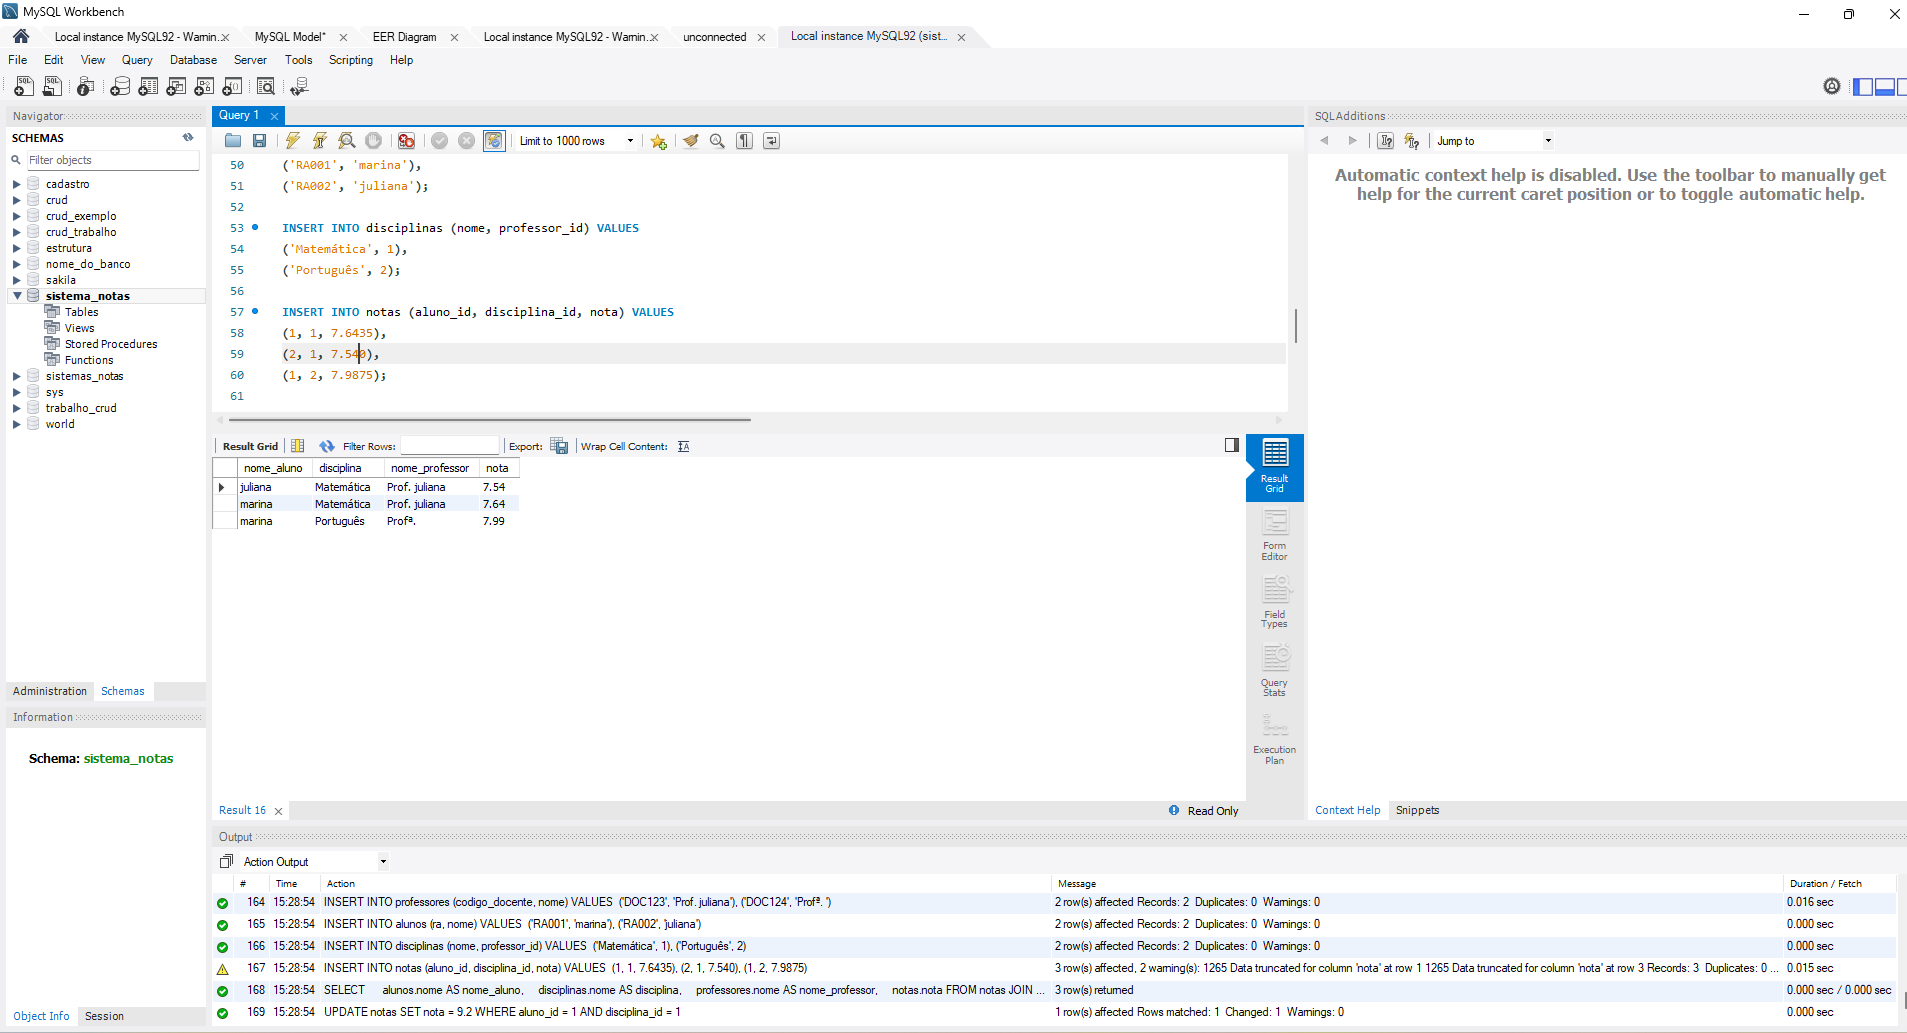 MySQL Workbench
Local instance MySQL92 - Warnin...
MySQL Model*
EER Diagram
Local instance MySQL92 - Warnin...
unconnected
Local instance MySQL92 (sist...
File Edit View Query Database Server Tools Scripting Help
Navigator
SCHEMAS
Filter objects
cadastro
crud
crud_exemplo
crud_trabalho
estrutura
nome_do_banco
sakila
sistema_notas
Tables
Views
Stored Procedures
Functions
sistemas_notas
sys
trabalho_crud
world
Administration Schemas
Information
Schema: sistema_notas
Object Info Session
Query 1
Limit to 1000 rows
50 ('RA001', 'marina'),
51 ('RA002', 'juliana');
52
53 INSERT INTO disciplinas (nome, professor_id) VALUES
54 ('Matemática', 1),
55 ('Português', 2);
56
57 INSERT INTO notas (aluno_id, disciplina_id, nota) VALUES
58 (1, 1, 7.6435),
59 (2, 1, 7.540),
60 (1, 2, 7.9875);
61
Result Grid Filter Rows: Export: Wrap Cell Content:
nome_aluno disciplina nome_professor nota
juliana Matemática Prof. juliana 7.54
marina Matemática Prof. juliana 7.64
marina Português Profª. 7.99
Result Grid
Form Editor
Field Types
Query Stats
Execution Plan
Result 16
Read Only
SQLAdditions
Jump to
Automatic context help is disabled. Use the toolbar to manually get
help for the current caret position or to toggle automatic help.
Context Help Snippets
Output
Action Output
# Time Action Message Duration / Fetch
164 15:28:54 INSERT INTO professores (codigo_docente, nome) VALUES ('DOC123', 'Prof. juliana'), ('DOC124', 'Profª. ') 2 row(s) affected Records: 2 Duplicates: 0 Warnings: 0 0.016 sec
165 15:28:54 INSERT INTO alunos (ra, nome) VALUES ('RA001', 'marina'), ('RA002', 'juliana') 2 row(s) affected Records: 2 Duplicates: 0 Warnings: 0 0.000 sec
166 15:28:54 INSERT INTO disciplinas (nome, professor_id) VALUES ('Matemática', 1), ('Português', 2) 2 row(s) affected Records: 2 Duplicates: 0 Warnings: 0 0.000 sec
167 15:28:54 INSERT INTO notas (aluno_id, disciplina_id, nota) VALUES (1, 1, 7.6435), (2, 1, 7.540), (1, 2, 7.9875) 3 row(s) affected, 2 warning(s): 1265 Data truncated for column 'nota' at row 1 1265 Data truncated for column 'nota' at row 3 Records: 3 Duplicates: 0 ... 0.015 sec
168 15:28:54 SELECT alunos.nome AS nome_aluno, disciplinas.nome AS disciplina, professores.nome AS nome_professor, notas.nota FROM notas JOIN ... 3 row(s) returned 0.000 sec / 0.000 sec
169 15:28:54 UPDATE notas SET nota = 9.2 WHERE aluno_id = 1 AND disciplina_id = 1 1 row(s) affected Rows matched: 1 Changed: 1 Warnings: 0 0.000 sec